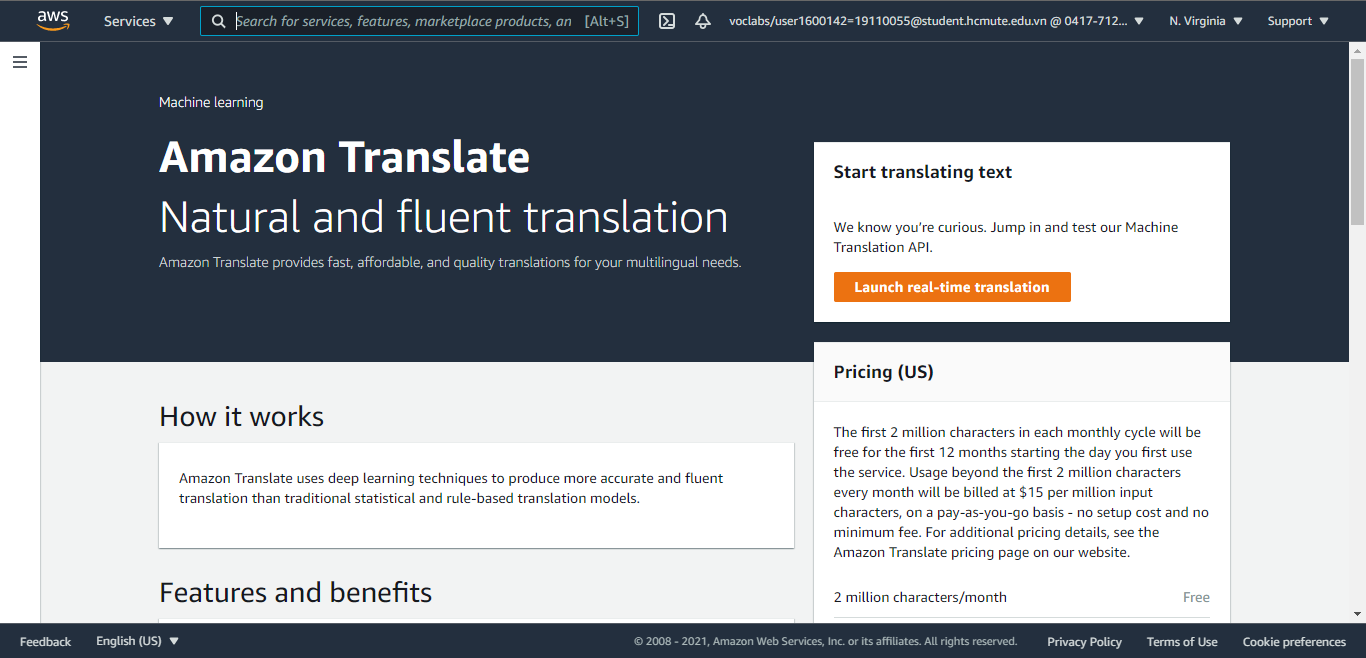 aws
Services
Search for services, features, marketplace products, an [Alt+S]
voclabs/user1600142=19110055@student.hcmute.edu.vn @ 0417-712...
N. Virginia
Support
Machine learning
Amazon Translate
Natural and fluent translation
Amazon Translate provides fast, affordable, and quality translations for your multilingual needs.
Start translating text
We know you're curious. Jump in and test our Machine
Translation API.
Launch real-time translation
How it works
Amazon Translate uses deep learning techniques to produce more accurate and fluent
translation than traditional statistical and rule-based translation models.
Features and benefits
Pricing (US)
The first 2 million characters in each monthly cycle will be
free for the first 12 months starting the day you first use
the service. Usage beyond the first 2 million characters
every month will be billed at $15 per million input
characters, on a pay-as-you-go basis - no setup cost and no
minimum fee. For additional pricing details, see the
Amazon Translate pricing page on our website.
2 million characters/month Free
Feedback
English (US)
© 2008 - 2021, Amazon Web Services, Inc. or its affiliates. All rights reserved.
Privacy Policy
Terms of Use
Cookie preferences